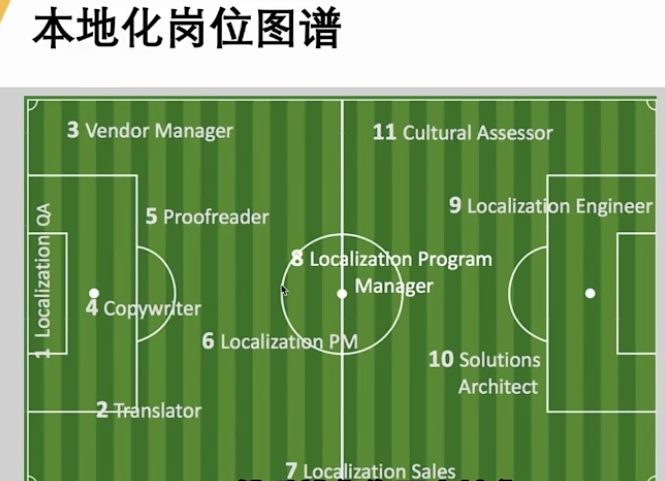 本地化岗位图谱
3 Vendor Manager
11 Cultural Assessor
9 Localization Engineer
5 Proofreader
1 Localization QA
8 Localization Program
Manager
4 Copywriter
6 Localization PM
10 Solutions
Architect
2 Translator
7 Localization Sales